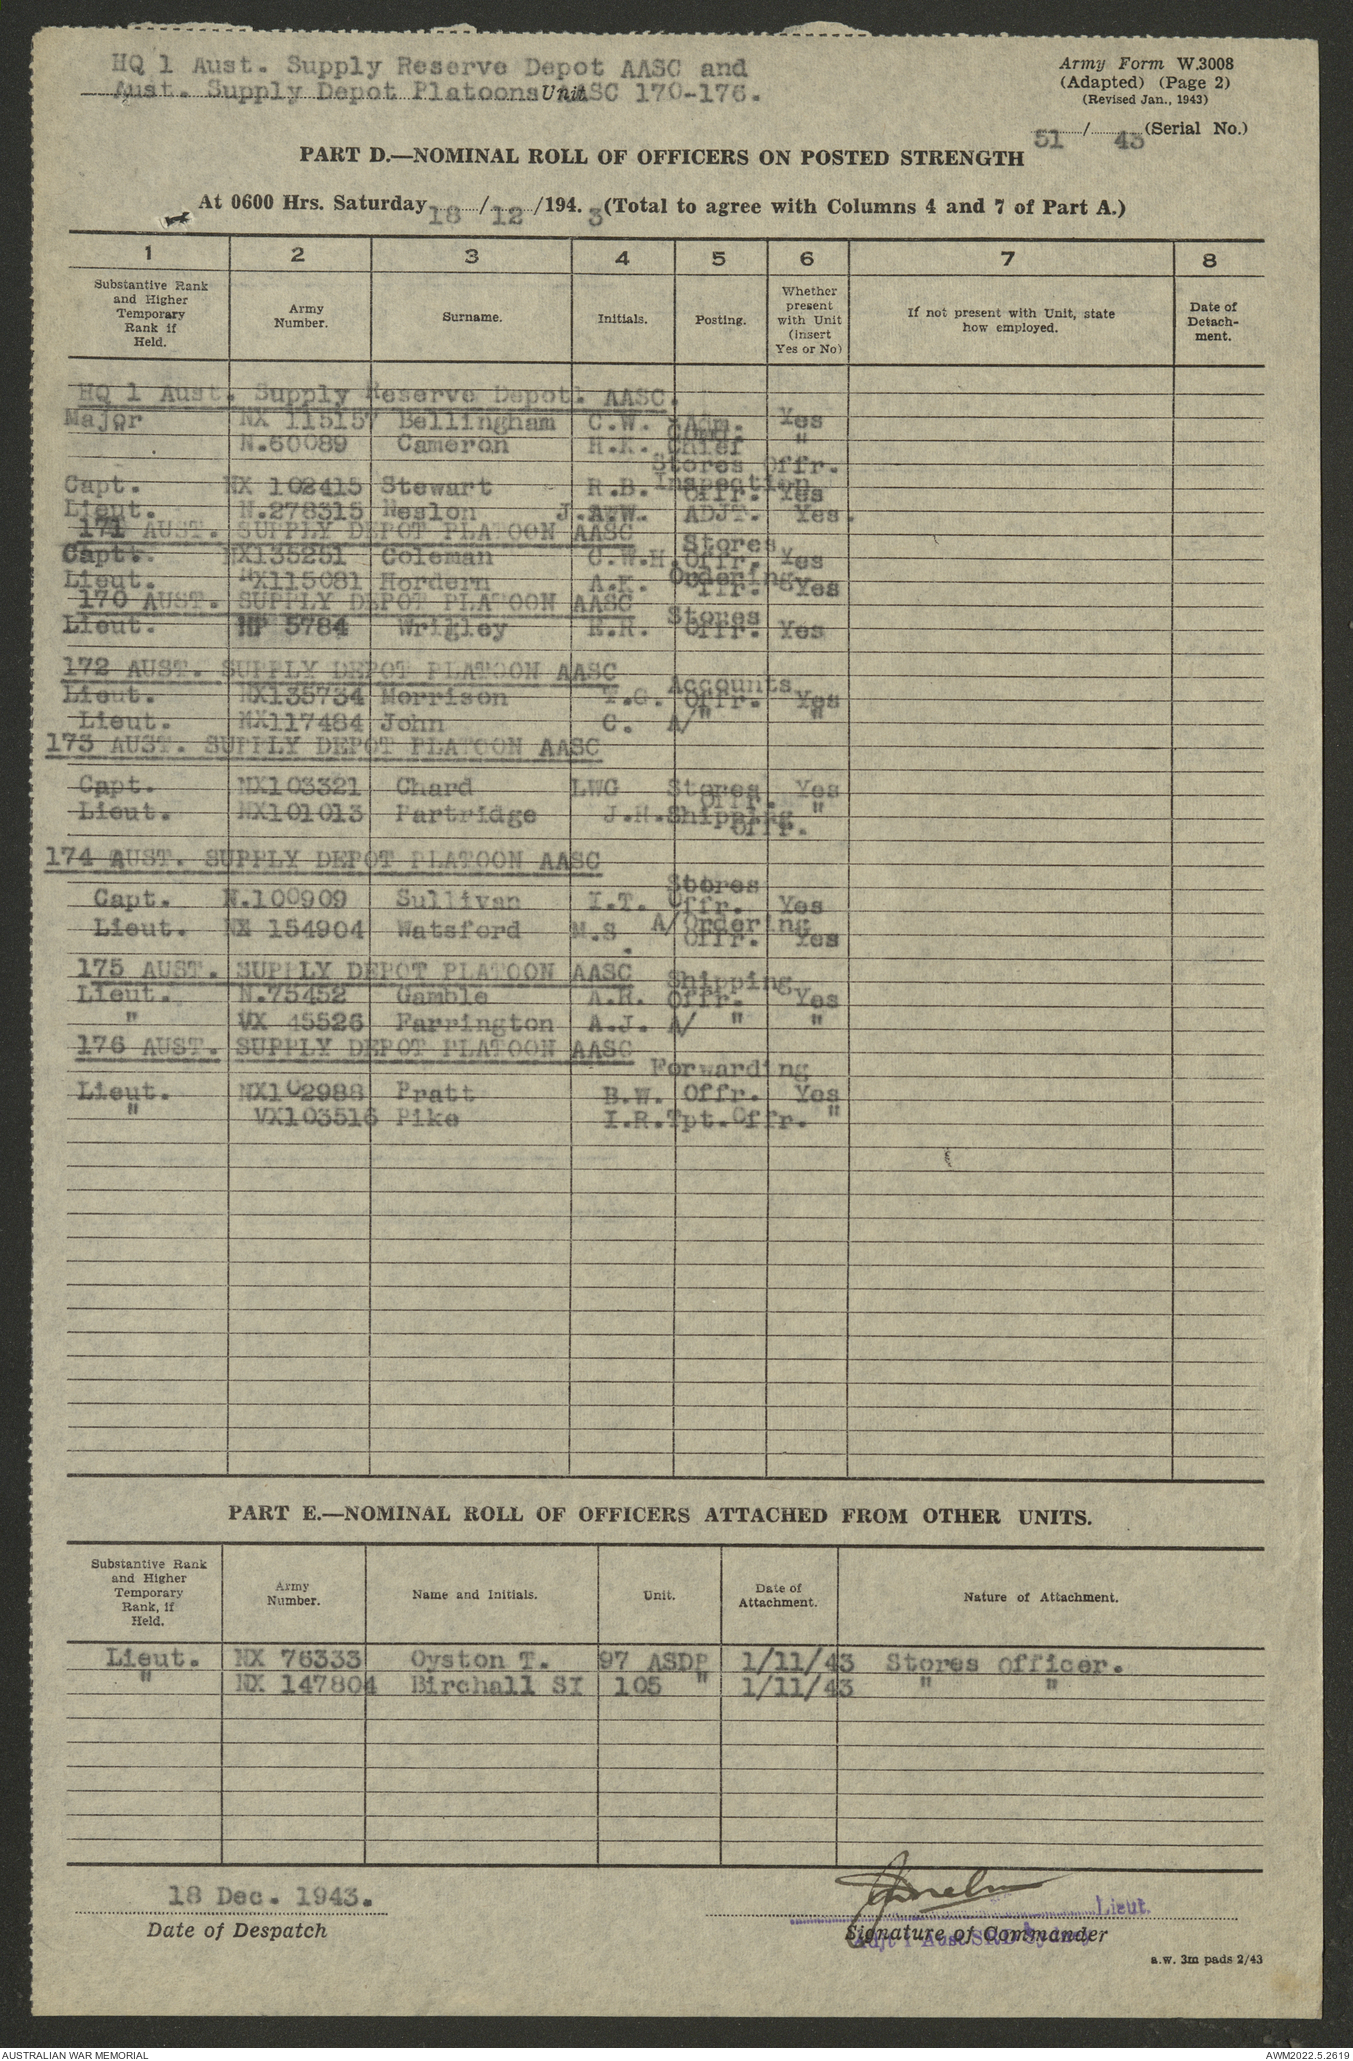 HQ 1 Aust. Supply Reserve Depot AASC and
Aust. Supply Depot Platoons Unit AASC 170-176.
Army Form W.3008
(Adapted) (Page 2)
(Revised Jan., 1943)
51 / 43 (Serial No.)
PART D.—NOMINAL ROLL OF OFFICERS ON POSTED STRENGTH
At 0600 Hrs. Saturday 18 / 12 /194. 3 (Total to agree with Columns 4 and 7 of Part A.)
1 2 3 4 5 6 7 8
Substantive Rank and Higher Temporary Rank if Held. Army Number. Surname. Initials. Posting. Whether present with Unit (insert Yes or No) If not present with Unit, state how employed. Date of Detach-ment.
HQ 1 Aust. Supply Reserve Depot. AASC.
Major NX 115157 Bellingham C.W. Adm. Comd. Yes
" N.60089 Cameron H.K. Chief Stores Offr. "
Capt. NX 102415 Stewart R.B. Inspection Offr. Yes
Lieut. N.278315 Neslon J.A.W. ADJT. Yes.
171 AUST. SUPPLY DEPOT PLATOON AASC
Capt. NX135251 Coleman C.W.H. Stores Offr. Yes
Lieut. NX115081 Hordern A.K. Ordering Offr. Yes
170 AUST. SUPPLY DEPOT PLATOON AASC
Lieut. NP 5784 Wrigley R.R. Stores Offr. Yes
172 AUST. SUPPLY DEPOT PLATOON AASC
Lieut. NX135734 Morrison T.G. Accounts Offr. Yes
Lieut. NX117484 John C. A/ " "
173 AUST. SUPPLY DEPOT PLATOON AASC
Capt. NX103321 Chard LWG Stores Offr. Yes
Lieut. NX101013 Partridge J.H. Shipping Offr. "
174 AUST. SUPPLY DEPOT PLATOON AASC
Capt. N.100909 Sullivan I.T. Stores Offr. Yes
Lieut. NX 154904 Watsford M.S. A/Ordering Offr. Yes
175 AUST. SUPPLY DEPOT PLATOON AASC
Lieut. N.75452 Gamble A.R. Shipping Offr. Yes
" VX 45526 Farrington A.J. A/ " "
176 AUST. SUPPLY DEPOT PLATOON AASC
Lieut. NX102988 Pratt B.W. Forwarding Offr. Yes
" VX103516 Pike I.R. Tpt.Offr. "
PART E.—NOMINAL ROLL OF OFFICERS ATTACHED FROM OTHER UNITS.
Substantive Rank and Higher Temporary Rank, if Held. Army Number. Name and Initials. Unit. Date of Attachment. Nature of Attachment.
Lieut. NX 76333 Oyston T. 97 ASDP 1/11/43 Stores Officer.
" NX 147804 Birchall SI 105 " 1/11/43 " "
18 Dec. 1943.
Date of Despatch
Lieut.
Signature of Commander
Adjt 1 Aust SRD Sydney
a.w. 3m pads 2/43
AUSTRALIAN WAR MEMORIAL
AWM2022.5.2619